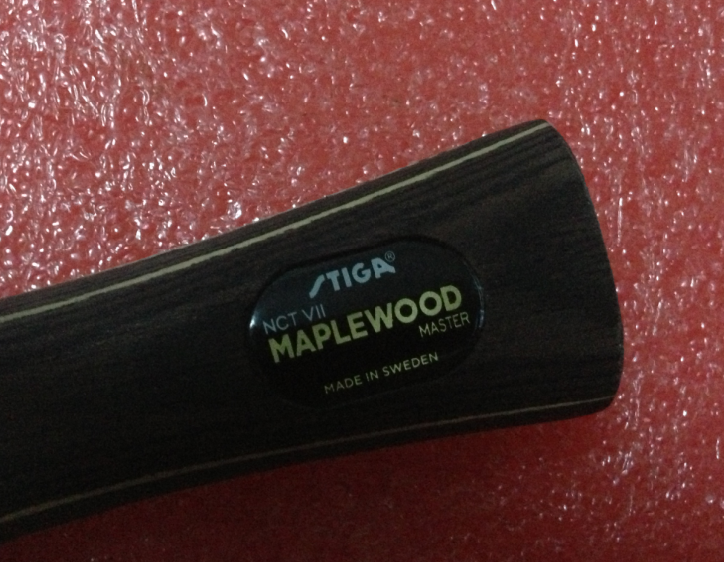 STIGA®
NCT VII
MAPLEWOOD
MASTER
MADE IN SWEDEN